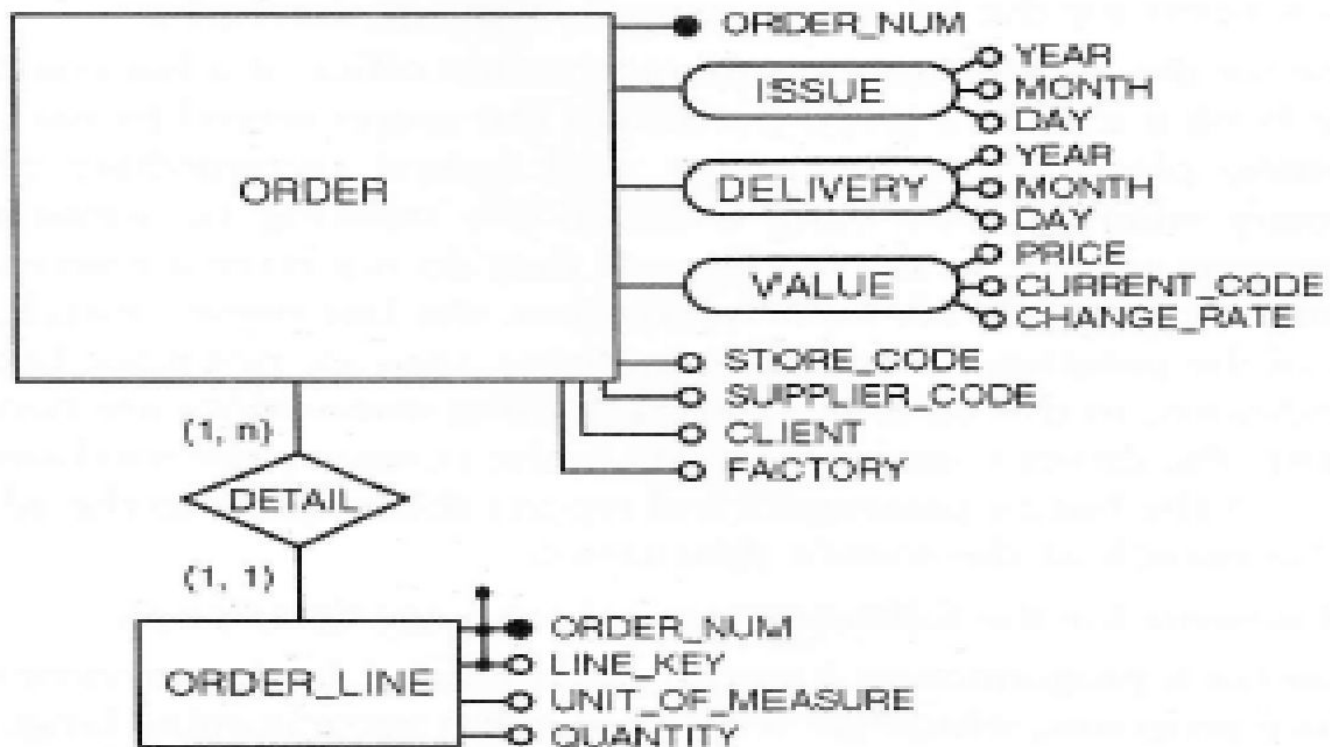 ORDER_NUM
YEAR
ISSUE
MONTH
DAY
YEAR
ORDER
DELIVERY
MONTH
DAY
PRICE
VALUE
CURRENT_CODE
CHANGE_RATE
STORE_CODE
SUPPLIER_CODE
CLIENT
FACTORY
(1, n)
DETAIL
(1, 1)
ORDER_NUM
LINE_KEY
ORDER_LINE
UNIT_OF_MEASURE
QUANTITY